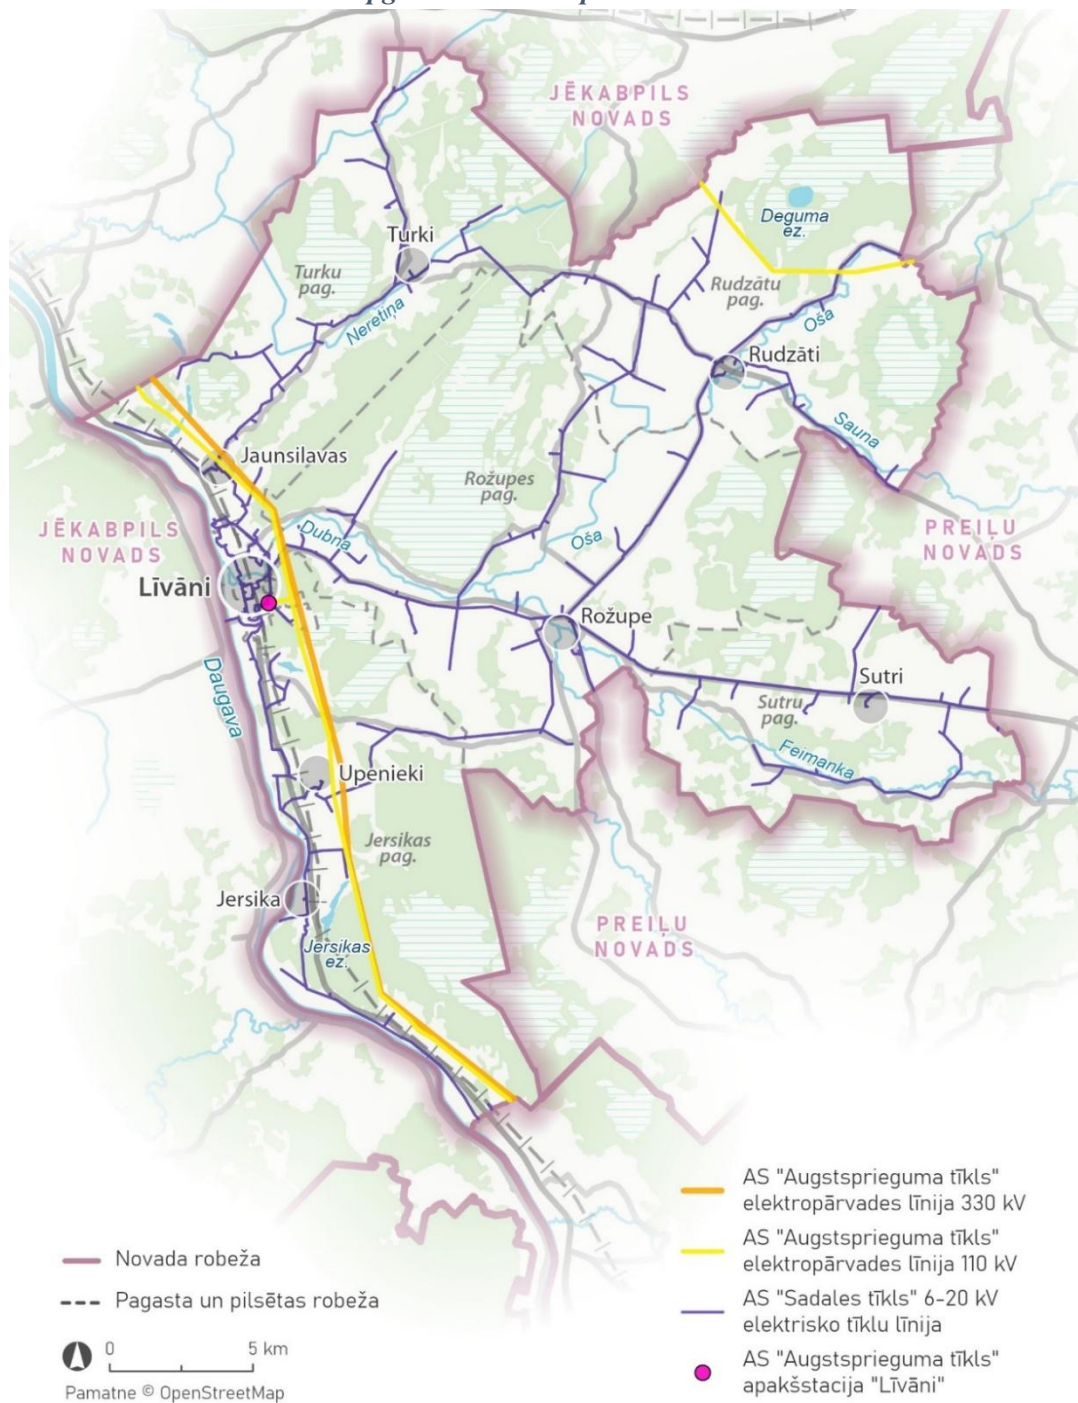 JĒKABPILS
NOVADS
Deguma
ez.
Turki
Turku
pag.
Rudzātu
pag.
Neretiņa
Oša
Rudzāti
Sauna
Jaunsilavas
Rožupes
pag.
JĒKABPILS
NOVADS
Dubna
Oša
PREIĻU
NOVADS
Līvāni
Rožupe
Daugava
Sutri
Sutru
pag.
Feimanka
Upenieki
Jersikas
pag.
Jersika
PREIĻU
NOVADS
Jersikas
ez.
AS "Augstsprieguma tīkls"
elektropārvades līnija 330 kV
AS "Augstsprieguma tīkls"
elektropārvades līnija 110 kV
AS "Sadales tīkls" 6-20 kV
elektrisko tīklu līnija
AS "Augstsprieguma tīkls"
apakšstacija "Līvāni"
Novada robeža
Pagasta un pilsētas robeža
0 5 km
Pamatne © OpenStreetMap